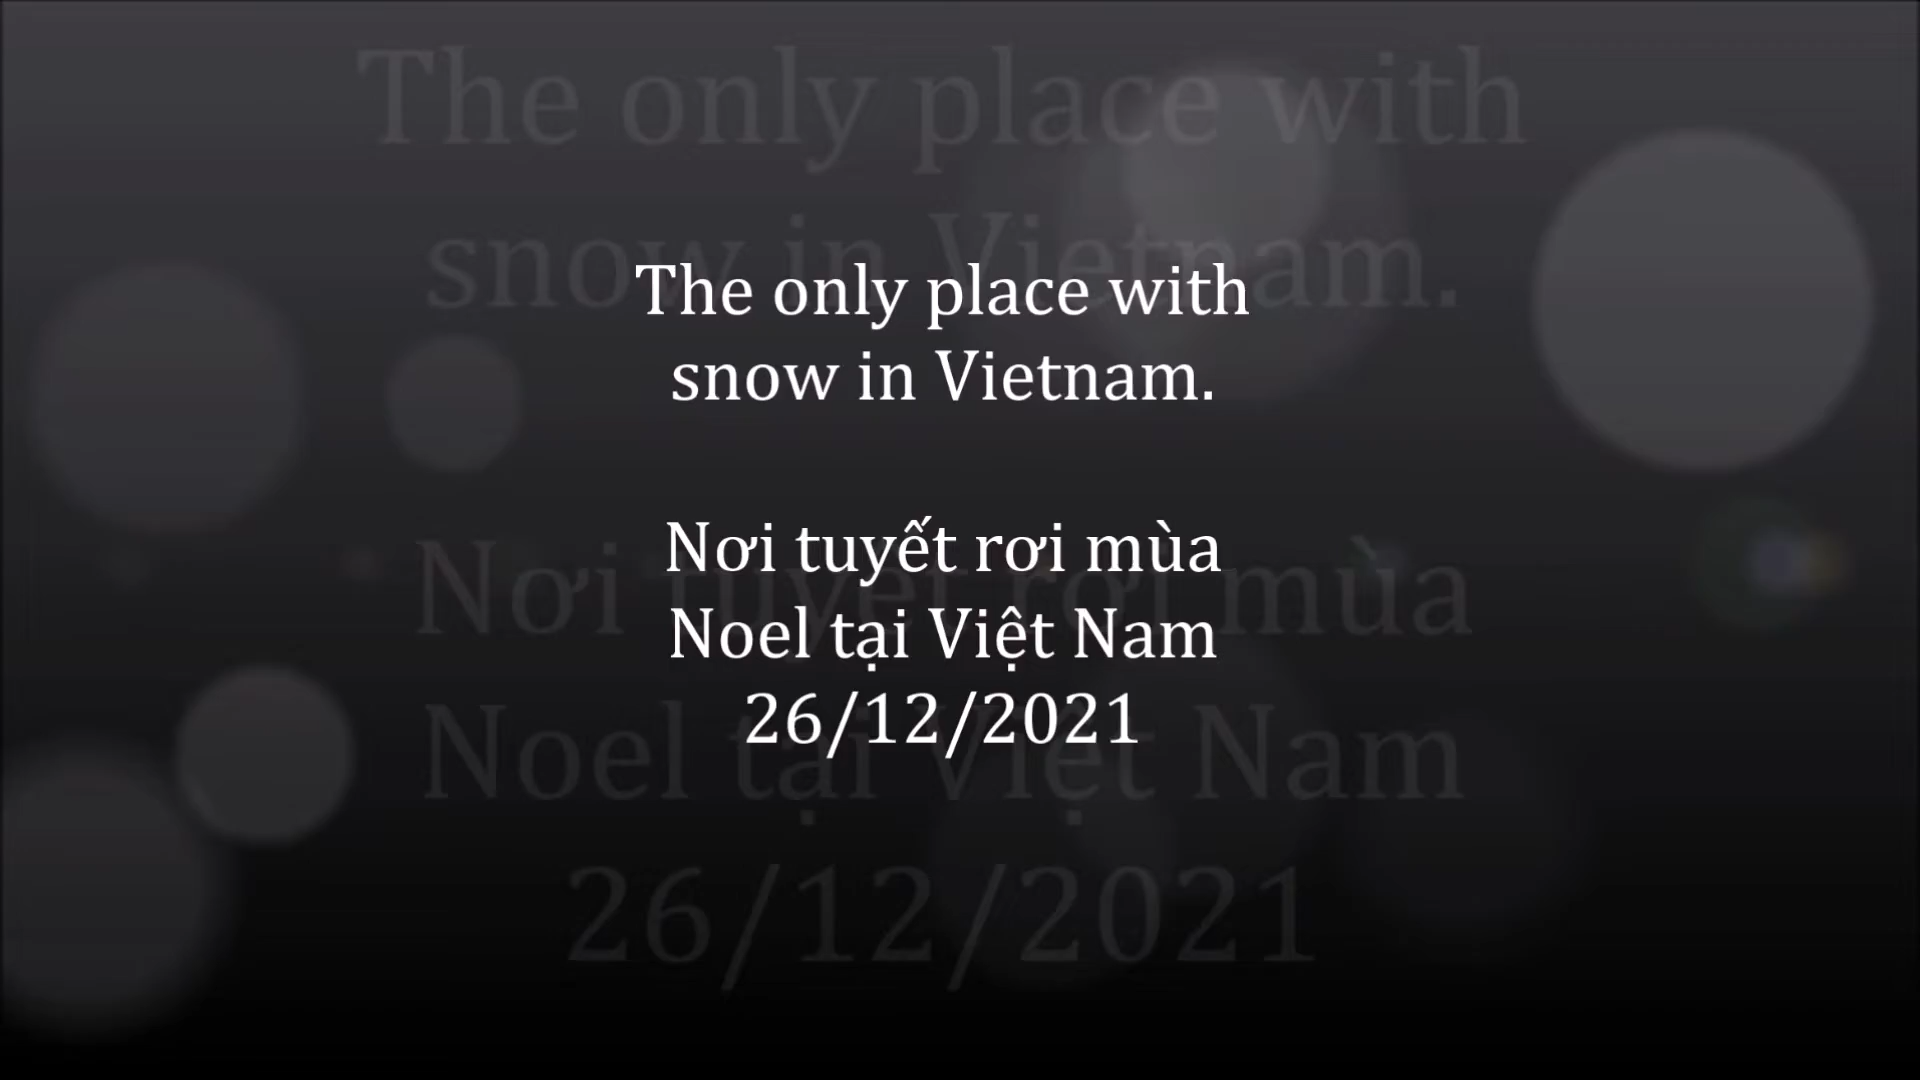 The only place with
snow in Vietnam.
Nơi tuyết rơi mùa
Noel tại Việt Nam
26/12/2021